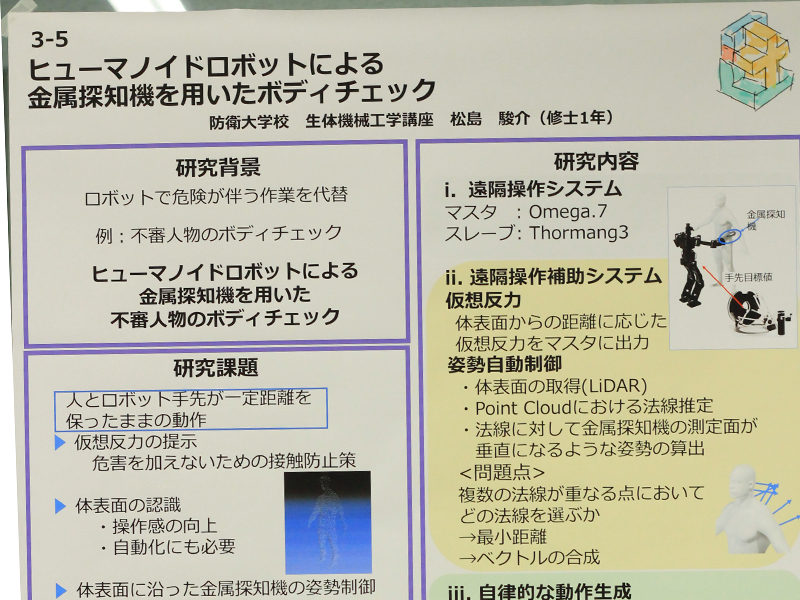 3-5
ヒューマノイドロボットによる
金属探知機を用いたボディチェック
防衛大学校 生体機械工学講座 松島 駿介（修士1年）
研究背景
ロボットで危険が伴う作業を代替
例：不審人物のボディチェック
ヒューマノイドロボットによる
金属探知機を用いた
不審人物のボディチェック
研究課題
人とロボット手先が一定距離を
保ったままの動作
仮想反力の提示
危害を加えないための接触防止策
体表面の認識
・操作感の向上
・自動化にも必要
体表面に沿った金属探知機の姿勢制御
研究内容
i. 遠隔操作システム
マスタ ：Omega.7
スレーブ: Thormang3
金属探知
機
手先目標値
ii. 遠隔操作補助システム
仮想反力
体表面からの距離に応じた
仮想反力をマスタに出力
姿勢自動制御
・体表面の取得(LiDAR)
・Point Cloudにおける法線推定
・法線に対して金属探知機の測定面が
垂直になるような姿勢の算出
<問題点>
複数の法線が重なる点において
どの法線を選ぶか
→最小距離
→ベクトルの合成
iii. 自律的な動作生成